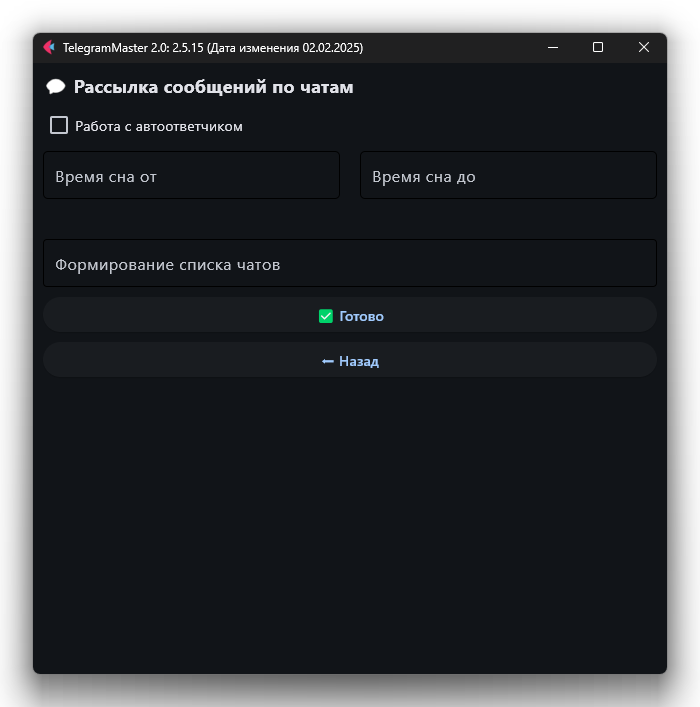 TelegramMaster 2.0: 2.5.15 (Дата изменения 02.02.2025)
Рассылка сообщений по чатам
Работа с автоответчиком
Время сна от
Время сна до
Формирование списка чатов
✅ Готово
⬅ Назад